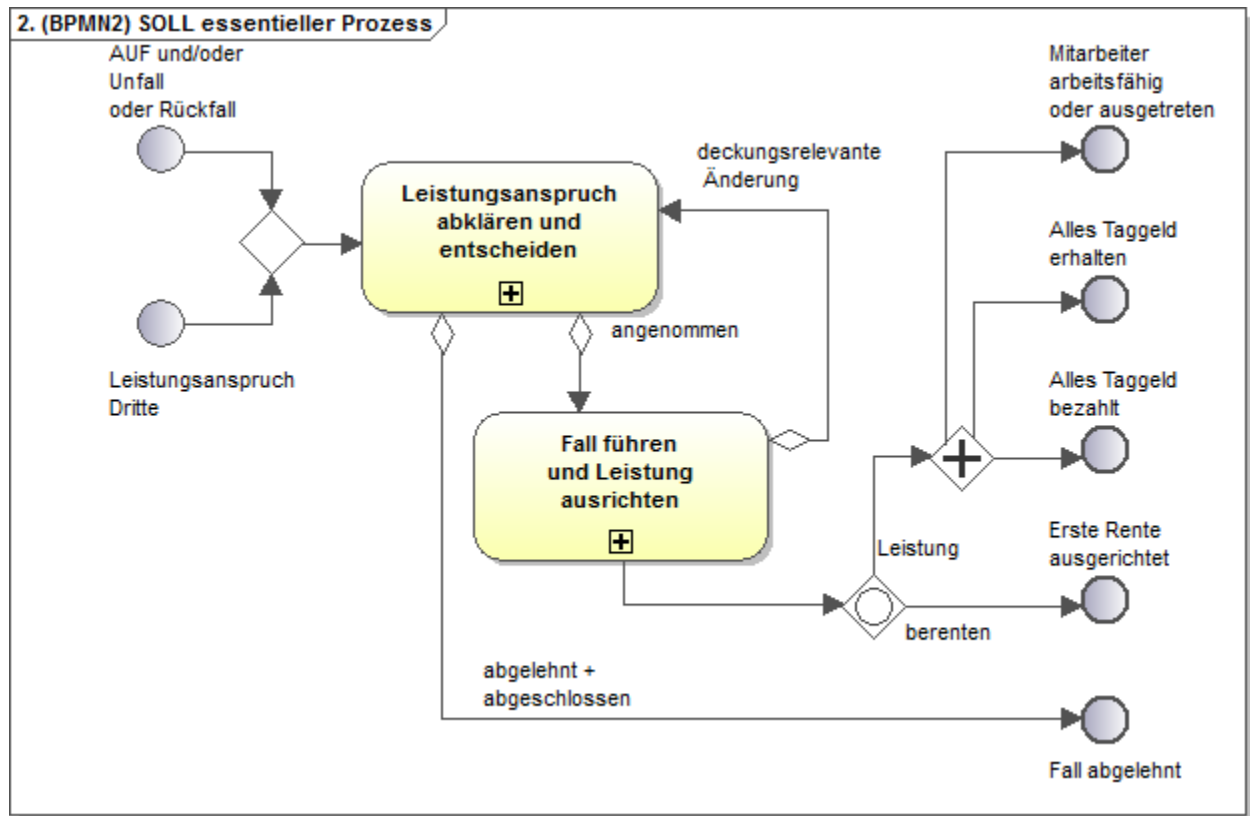 2. (BPMN2) SOLL essentieller Prozess
AUF und/oder
Unfall
oder Rückfall
Leistungsanspruch
Dritte
Leistungsanspruch
abklären und
entscheiden
deckungsrelevante
Änderung
angenommen
Fall führen
und Leistung
ausrichten
Leistung
berenten
abgelehnt +
abgeschlossen
Mitarbeiter
arbeitsfähig
oder ausgetreten
Alles Taggeld
erhalten
Alles Taggeld
bezahlt
Erste Rente
ausgerichtet
Fall abgelehnt